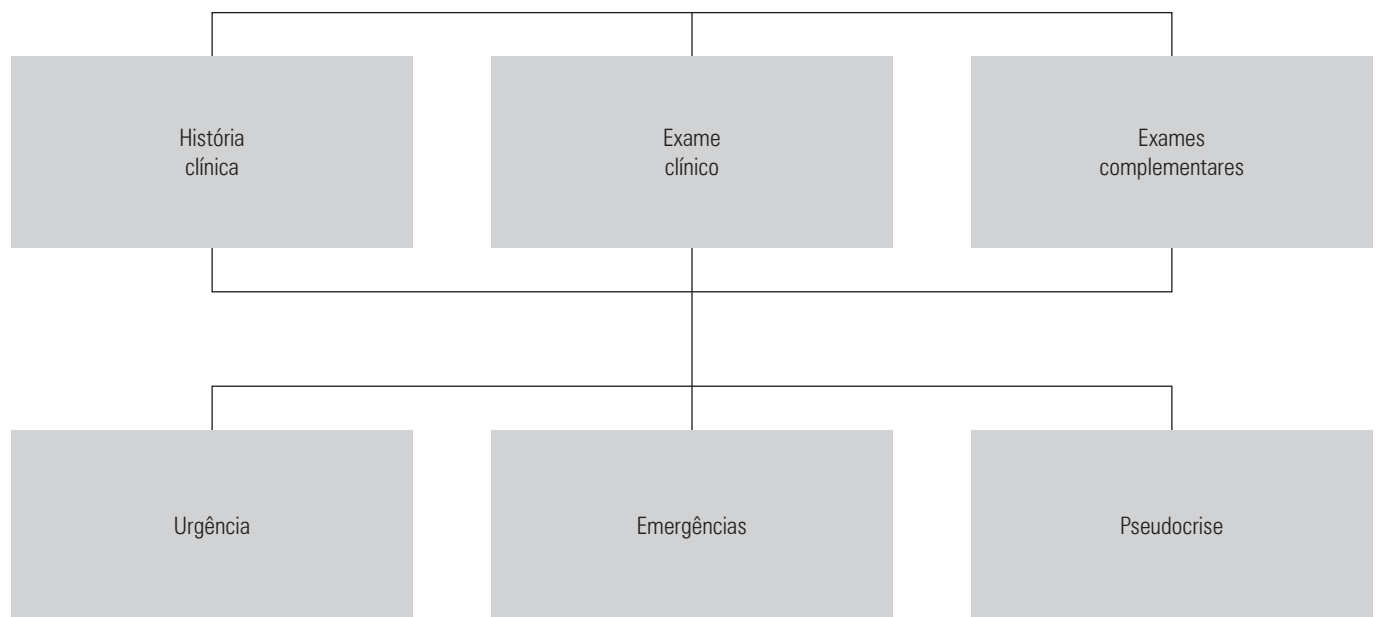 História
clínica
Exame
clínico
Exames
complementares
Urgência
Emergências
Pseudocrise